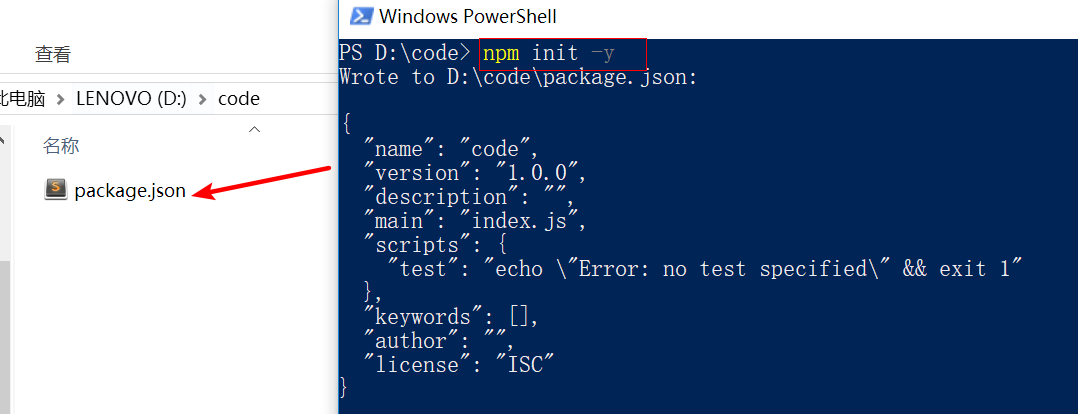 查看
此电脑 > LENOVO (D:) > code
名称
package.json
Windows PowerShell
PS D:\code> npm init -y
Wrote to D:\code\package.json:
{
"name": "code",
"version": "1.0.0",
"description": "",
"main": "index.js",
"scripts": {
"test": "echo \"Error: no test specified\" && exit 1"
},
"keywords": [],
"author": "",
"license": "ISC"
}